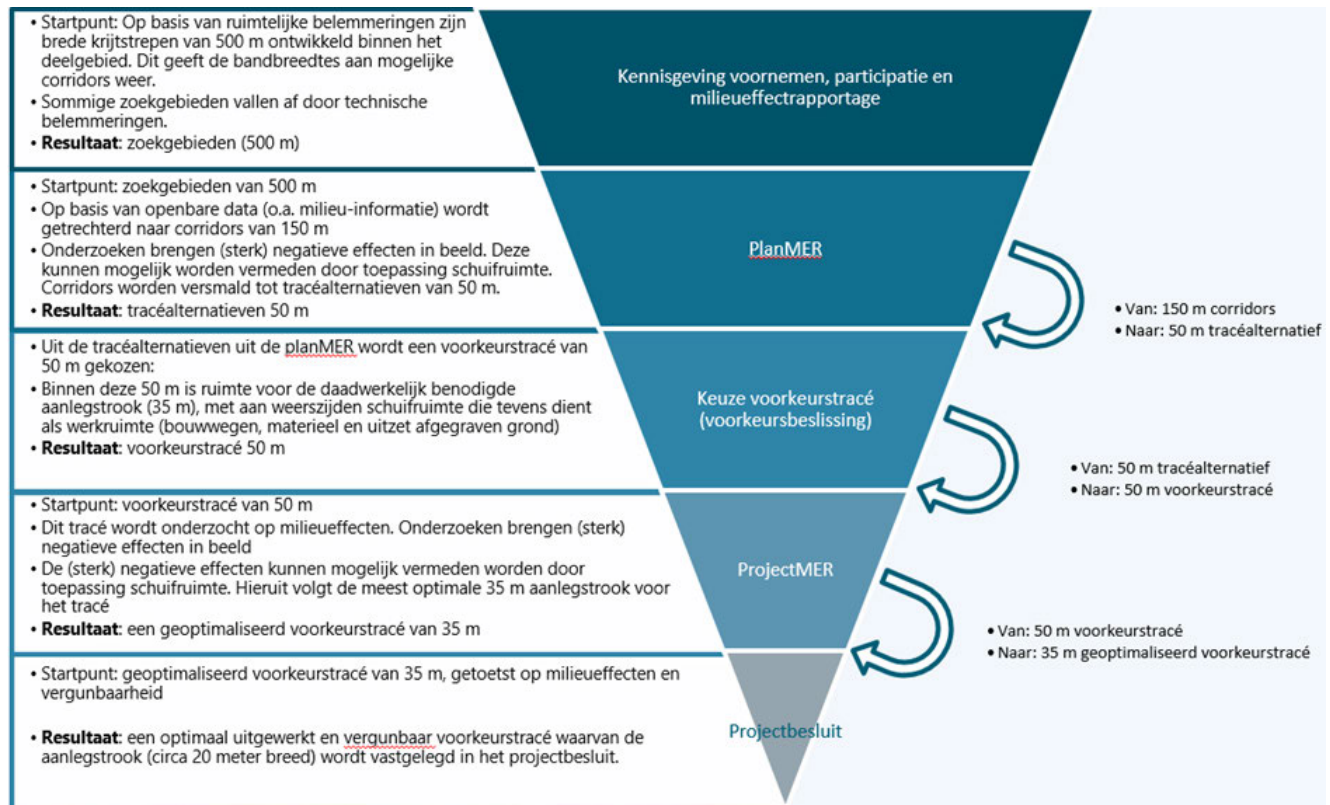 • Startpunt: Op basis van ruimtelijke belemmeringen zijn
brede krijtstrepen van 500 m ontwikkeld binnen het
deelgebied. Dit geeft de bandbreedtes aan mogelijke
corridors weer.
• Sommige zoekgebieden vallen af door technische
belemmeringen.
• Resultaat: zoekgebieden (500 m)
Kennisgeving voornemen, participatie en
milieueffectrapportage
• Startpunt: zoekgebieden van 500 m
• Op basis van openbare data (o.a. milieu-informatie) wordt
getrechterd naar corridors van 150 m
• Onderzoeken brengen (sterk) negatieve effecten in beeld. Deze
kunnen mogelijk worden vermeden door toepassing schuifruimte.
Corridors worden versmald tot tracéalternatieven van 50 m.
• Resultaat: tracéalternatieven 50 m
PlanMER
• Van: 150 m corridors
• Naar: 50 m tracéalternatief
• Uit de tracéalternatieven uit de planMER wordt een voorkeurstracé van
50 m gekozen:
• Binnen deze 50 m is ruimte voor de daadwerkelijk benodigde
aanlegstrook (35 m), met aan weerszijden schuifruimte die tevens dient
als werkruimte (bouwwegen, materieel en uitzet afgegraven grond)
• Resultaat: voorkeurstracé 50 m
Keuze voorkeurstracé
(voorkeursbeslissing)
• Van: 50 m tracéalternatief
• Naar: 50 m voorkeurstracé
• Startpunt: voorkeurstracé van 50 m
• Dit tracé wordt onderzocht op milieueffecten. Onderzoeken brengen (sterk)
negatieve effecten in beeld
• De (sterk) negatieve effecten kunnen mogelijk vermeden worden door
toepassing schuifruimte. Hieruit volgt de meest optimale 35 m aanlegstrook voor
het tracé
• Resultaat: een geoptimaliseerd voorkeurstracé van 35 m
ProjectMER
• Van: 50 m voorkeurstracé
• Naar: 35 m geoptimaliseerd voorkeurstracé
• Startpunt: geoptimaliseerd voorkeurstracé van 35 m, getoetst op milieueffecten en
vergunbaarheid
• Resultaat: een optimaal uitgewerkt en vergunbaar voorkeurstracé waarvan de
aanlegstrook (circa 20 meter breed) wordt vastgelegd in het projectbesluit.
Projectbesluit